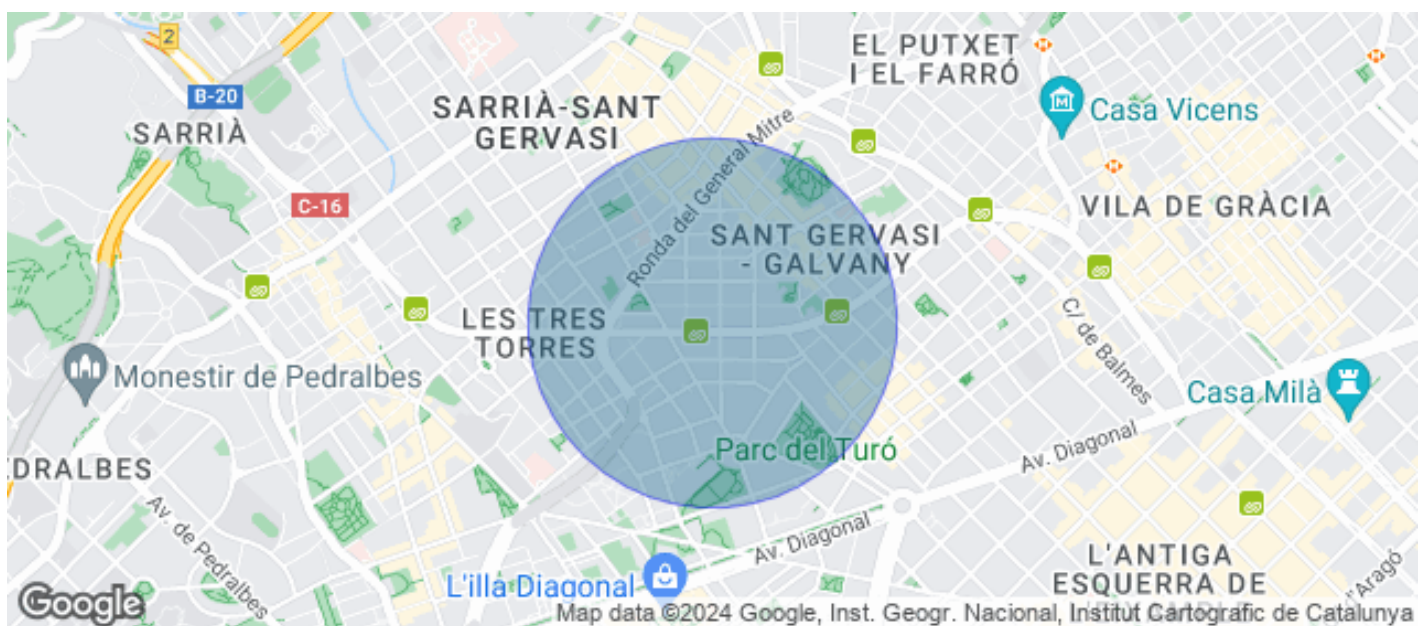 EL PUTXET
I EL FARRÓ
2
B-20
SARRIÀ
SARRIÀ-SANT
GERVASI
Casa Vicens
Ronda del General Mitre
C-16
VILA DE GRÀCIA
SANT GERVASI
- GALVANY
LES TRES
TORRES
C/ de Balmes
Monestir de Pedralbes
Casa Milà
Parc del Turó
Av. Diagonal
EDRALBES
Av. de Pedralbes
Av. Diagonal
L'ANTIGA
ESQUERRA DE
L'illa Diagonal
l'Aragó
Google
Map data ©2024 Google, Inst. Geogr. Nacional, Institut Cartogràfic de Catalunya